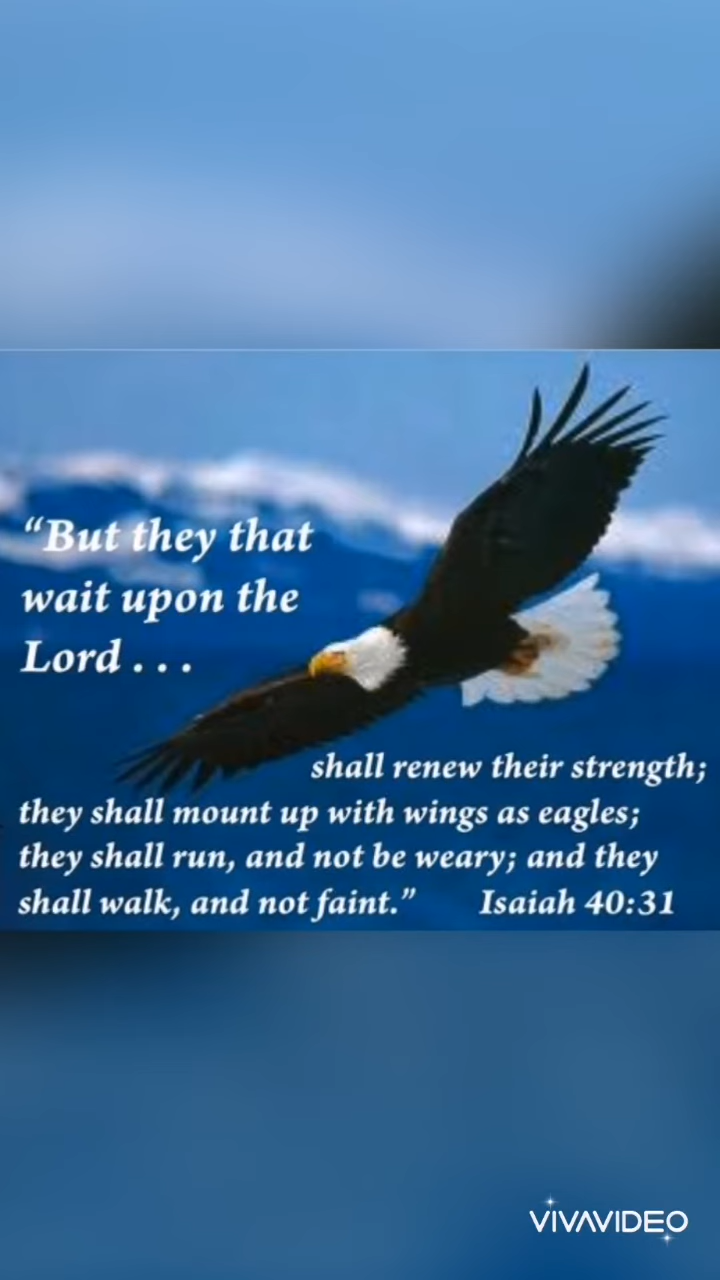 “But they that
wait upon the
Lord . . .
shall renew their strength;
they shall mount up with wings as eagles;
they shall run, and not be weary; and they
shall walk, and not faint.” Isaiah 40:31
VIVAVIDEO